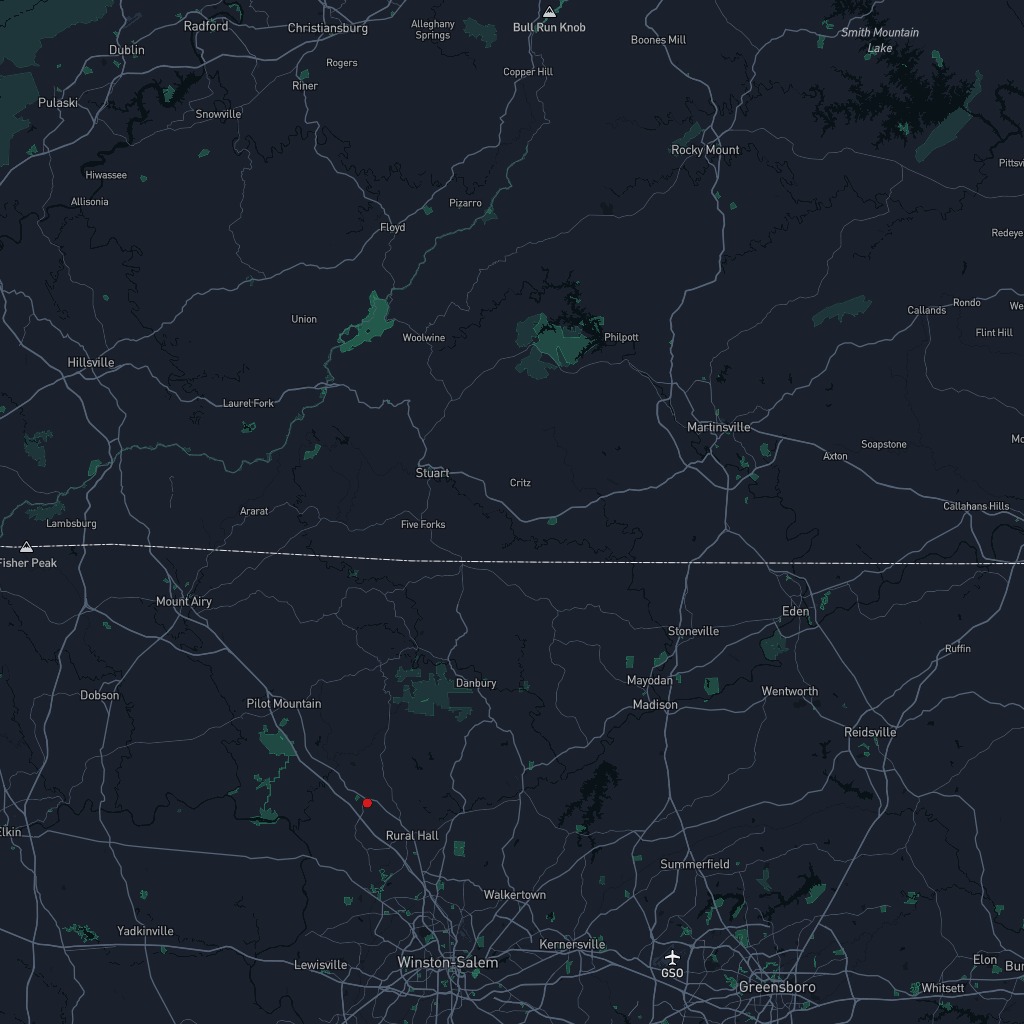 Radford
Christiansburg
Alleghany
Springs
Bull Run Knob
Boones Mill
Smith Mountain
Lake
Dublin
Rogers
Copper Hill
Riner
Pulaski
Snowville
Rocky Mount
Pittsvi
Hiwassee
Allisonia
Pizarro
Floyd
Redeye
Union
Woolwine
Philpott
Callands
Rondo
We
Flint Hill
Hillsville
Laurel Fork
Martinsville
Soapstone
Mo
Axton
Stuart
Critz
Ararat
Five Forks
Callahans Hills
Lambsburg
Fisher Peak
Mount Airy
Eden
Stoneville
Ruffin
Dobson
Danbury
Mayodan
Wentworth
Pilot Mountain
Madison
Reidsville
Elkin
Rural Hall
Summerfield
Walkertown
Yadkinville
Kernersville
Lewisville
Winston-Salem
GSO
Greensboro
Elon
Bur
Whitsett